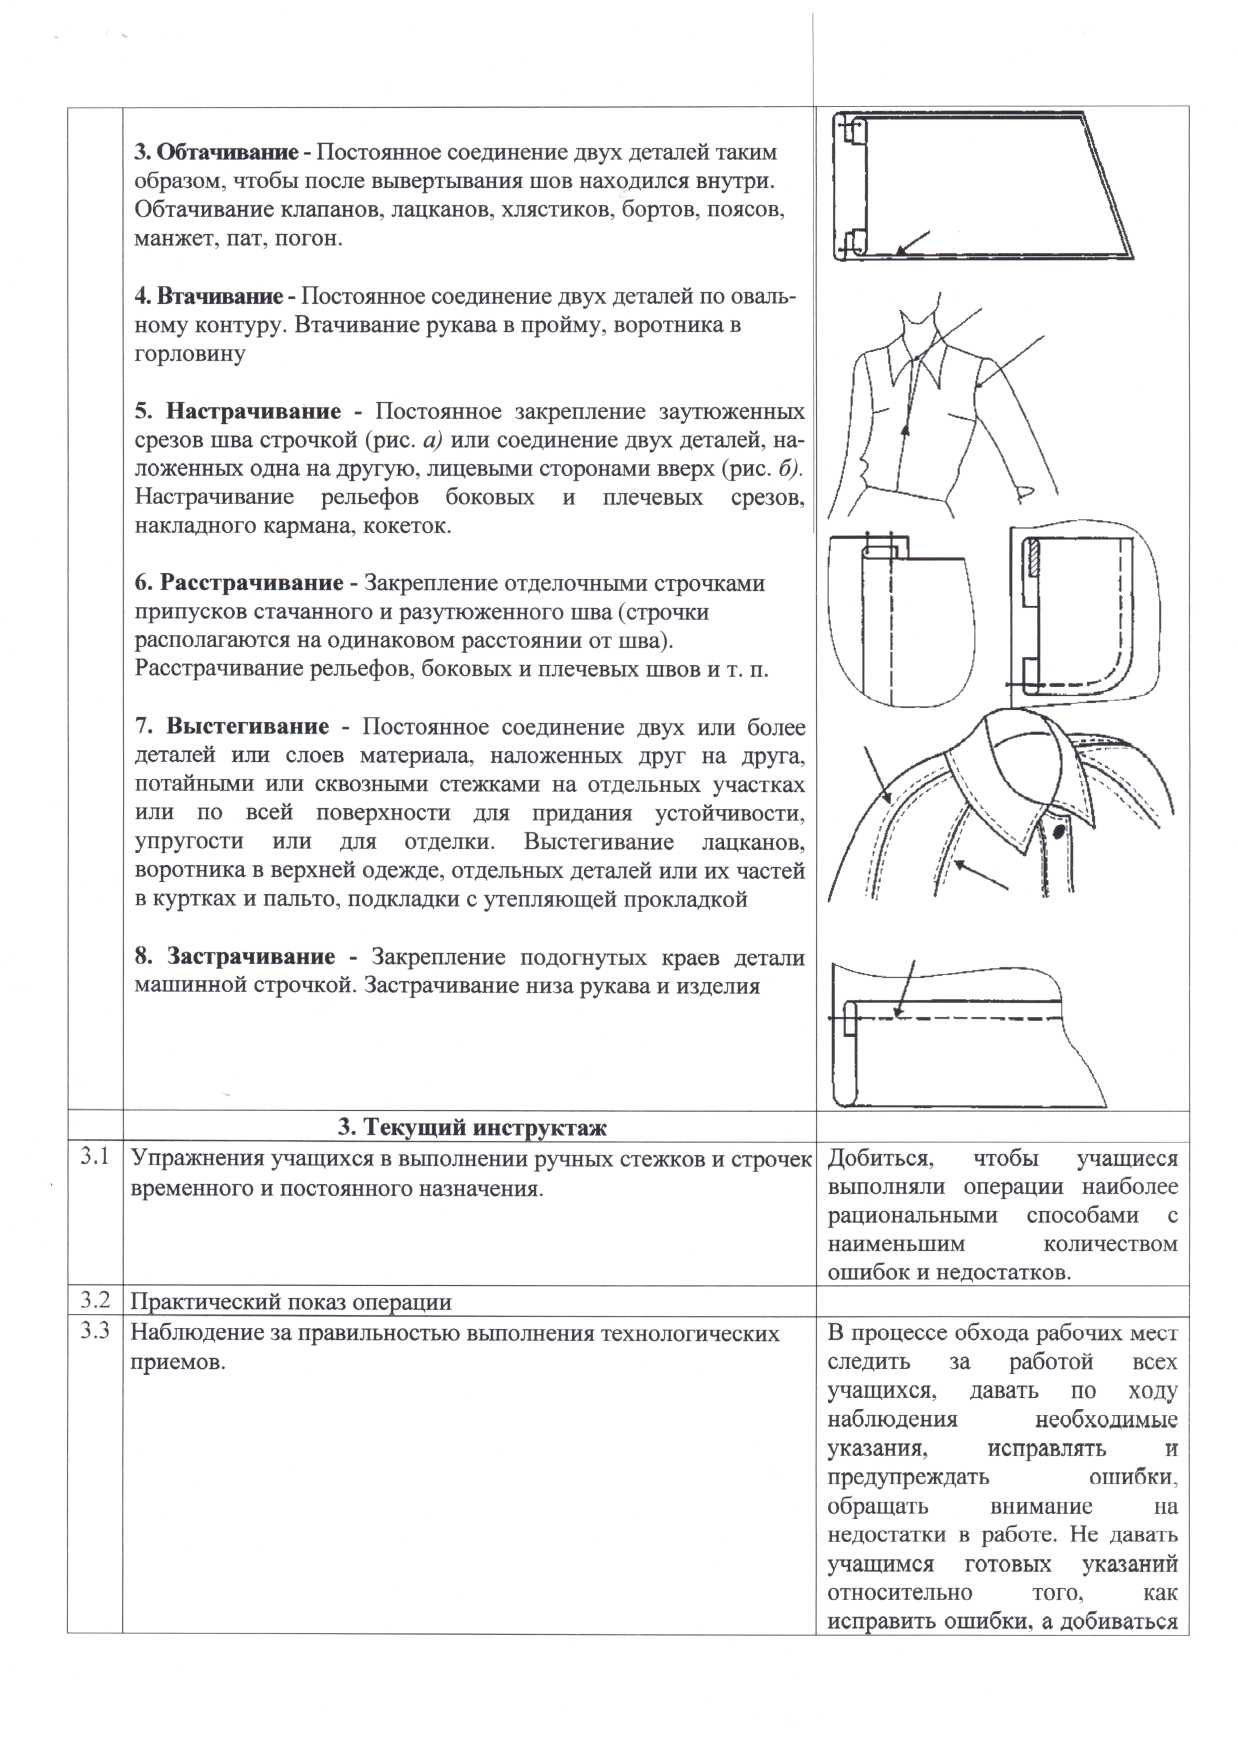 3. Обтачивание - Постоянное соединение двух деталей таким
образом, чтобы после вывертывания шов находился внутри.
Обтачивание клапанов, лацканов, хлястиков, бортов, поясов,
манжет, пат, погон.
4. Втачивание - Постоянное соединение двух деталей по оваль-
ному контуру. Втачивание рукава в пройму, воротника в
горловину
5. Настрачивание - Постоянное закрепление заутюженных
срезов шва строчкой (рис. а) или соединение двух деталей, на-
ложенных одна на другую, лицевыми сторонами вверх (рис. б).
Настрачивание рельефов боковых и плечевых срезов,
накладного кармана, кокеток.
6. Расстрачивание - Закрепление отделочными строчками
припусков стачанного и разутюженного шва (строчки
располагаются на одинаковом расстоянии от шва).
Расстрачивание рельефов, боковых и плечевых швов и т. п.
7. Выстегивание - Постоянное соединение двух или более
деталей или слоев материала, наложенных друг на друга,
потайными или сквозными стежками на отдельных участках
или по всей поверхности для придания устойчивости,
упругости или для отделки. Выстегивание лацканов,
воротника в верхней одежде, отдельных деталей или их частей
в куртках и пальто, подкладки с утепляющей прокладкой
8. Застрачивание - Закрепление подогнутых краев детали
машинной строчкой. Застрачивание низа рукава и изделия
3. Текущий инструктаж
3.1 Упражнения учащихся в выполнении ручных стежков и строчек
временного и постоянного назначения.
Добиться, чтобы учащиеся
выполняли операции наиболее
рациональными способами с
наименьшим количеством
ошибок и недостатков.
3.2 Практический показ операции
3.3 Наблюдение за правильностью выполнения технологических
приемов.
В процессе обхода рабочих мест
следить за работой всех
учащихся, давать по ходу
наблюдения необходимые
указания, исправлять и
предупреждать ошибки,
обращать внимание на
недостатки в работе. Не давать
учащимся готовых указаний
относительно того, как
исправить ошибки, а добиваться